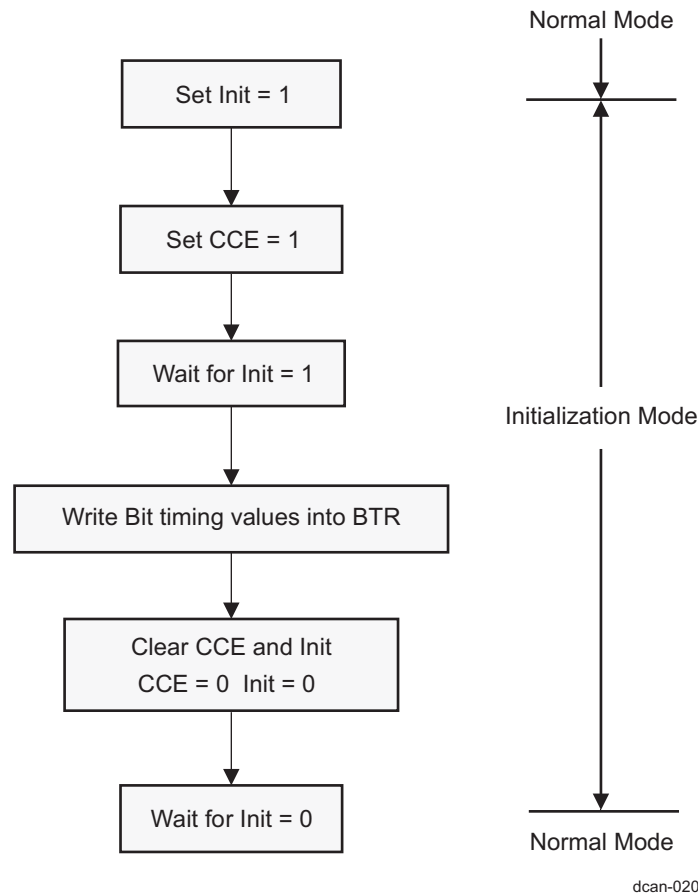 Normal Mode
Set Init = 1
Set CCE = 1
Wait for Init = 1
Initialization Mode
Write Bit timing values into BTR
Clear CCE and Init
CCE = 0 Init = 0
Wait for Init = 0
Normal Mode
dcan-020